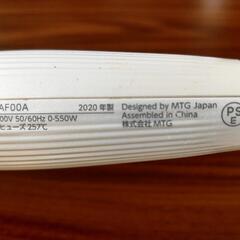 AF00A
00V 50/60Hz 0-550W
ヒューズ 257℃
2020 年製
Designed by MTG Japan
Assembled in China
株式会社 MTG
PS
E